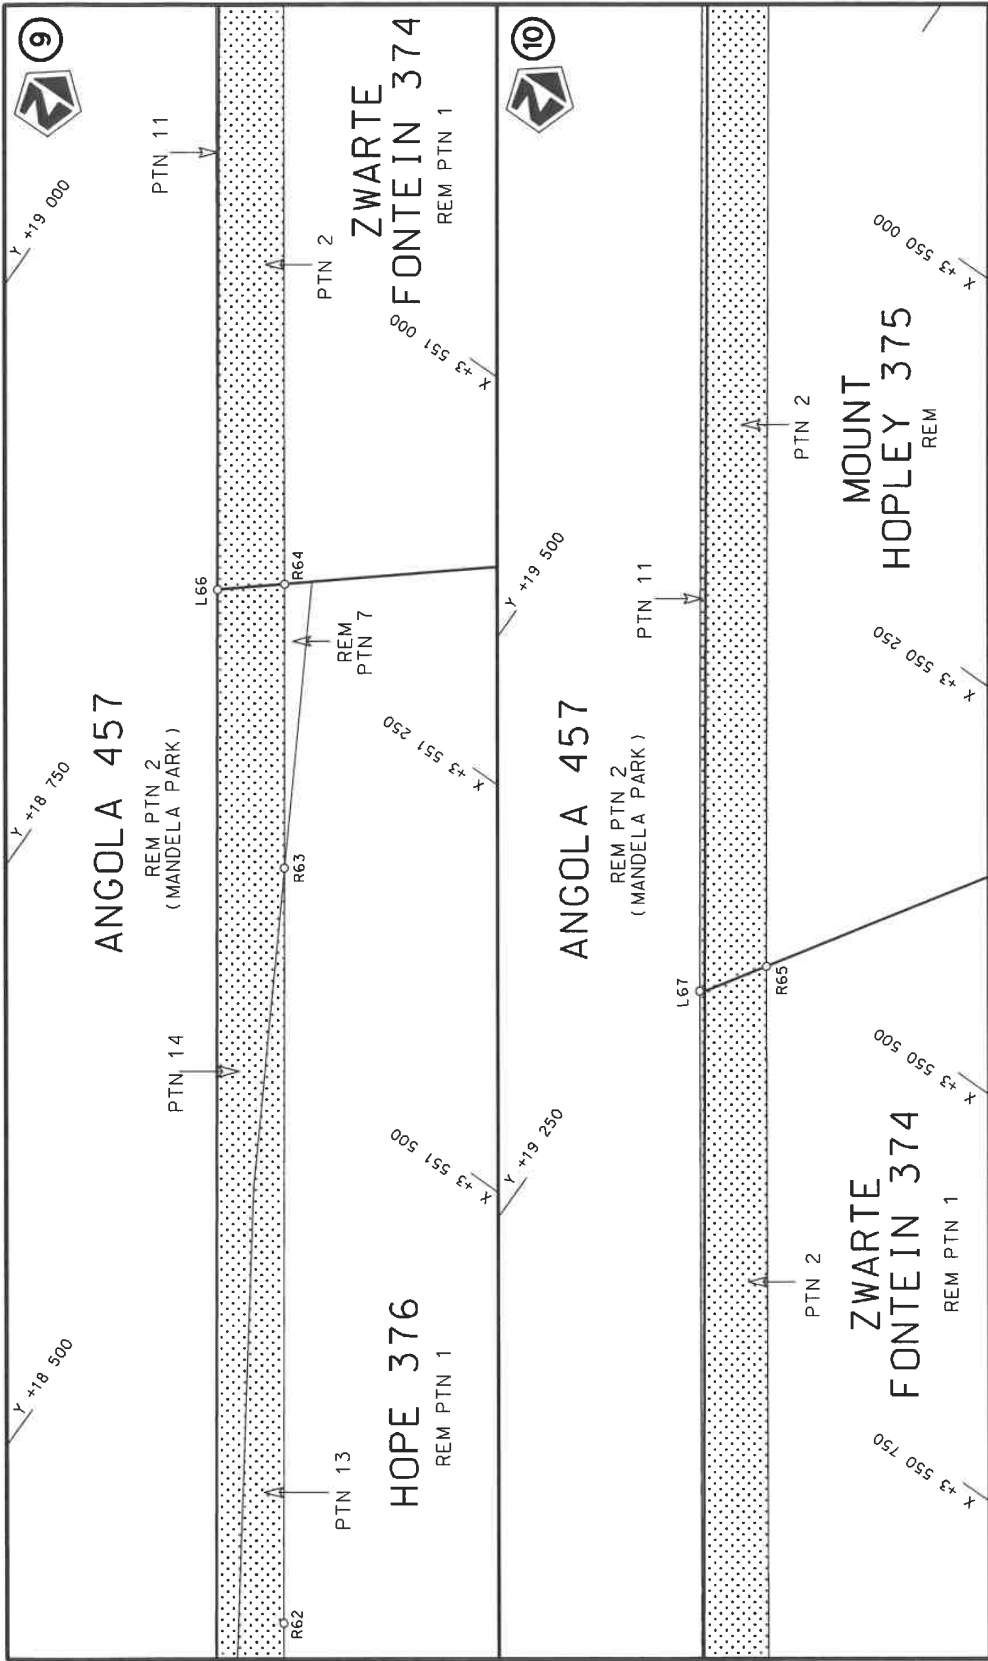 9
Y +18 500
Y +18 750
Y +19 000
ANGOLA 457
REM PTN 2
(MANDELA PARK)
PTN 14
L66
PTN 11
R62
R63
R64
PTN 13
REM
PTN 7
PTN 2
HOPE 376
REM PTN 1
ZWARTE
FONTEIN 374
REM PTN 1
X +3 551 500
X +3 551 250
X +3 551 000
10
Y +19 250
Y +19 500
ANGOLA 457
REM PTN 2
(MANDELA PARK)
PTN 11
L67
R65
PTN 2
PTN 2
ZWARTE
FONTEIN 374
REM PTN 1
MOUNT
HOPLEY 375
REM
X +3 550 750
X +3 550 500
X +3 550 250
X +3 550 000